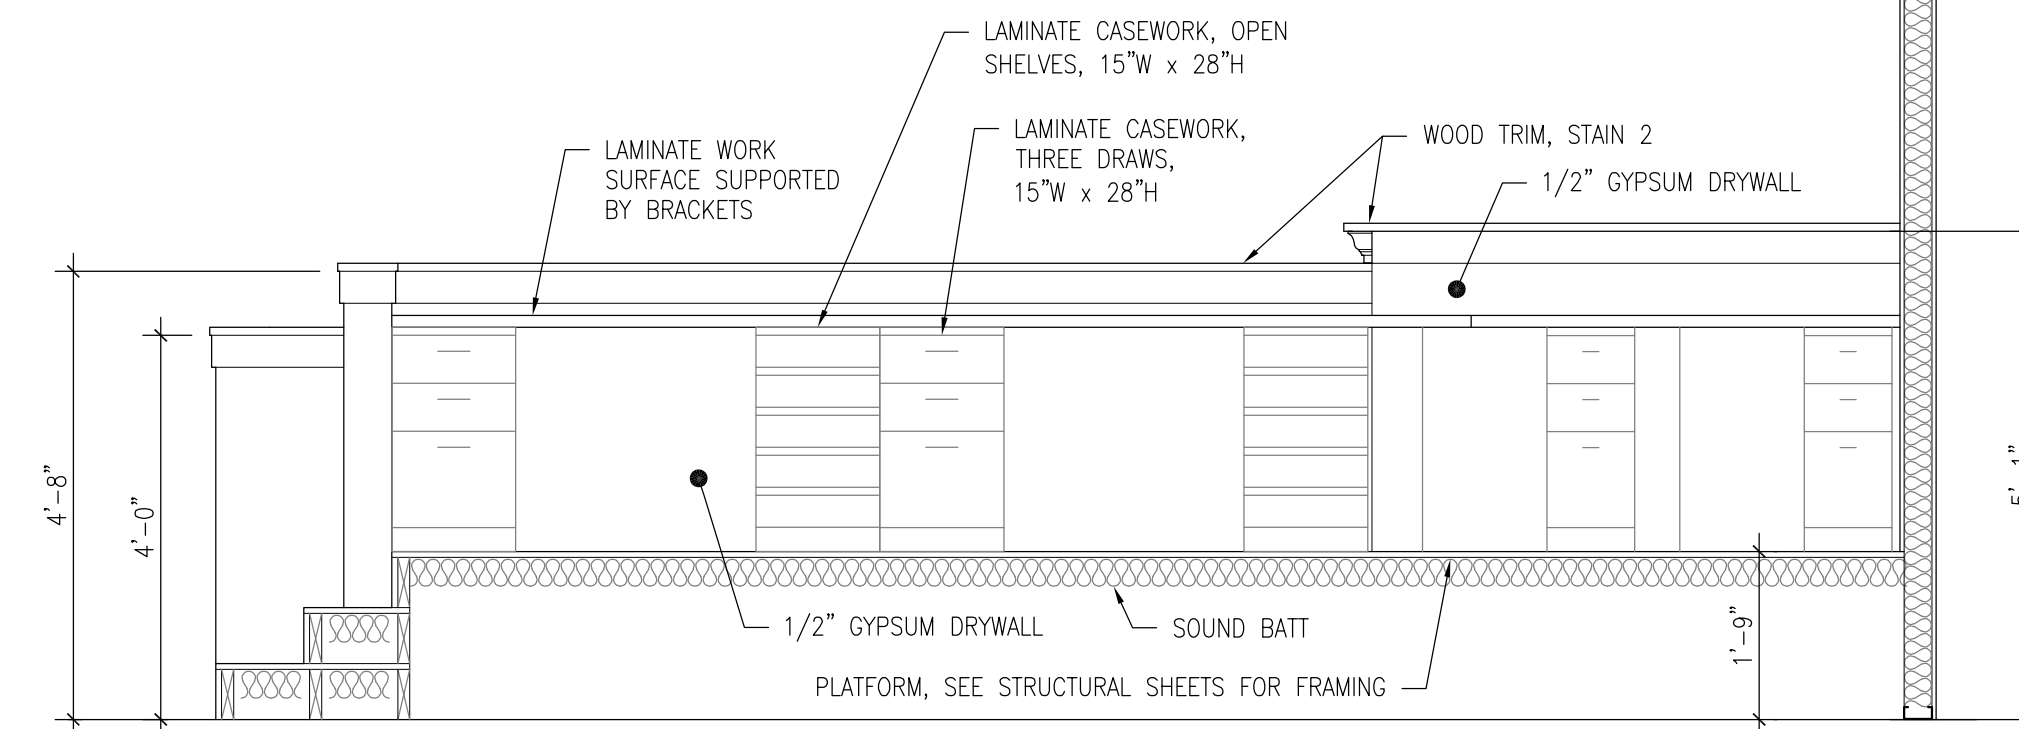 LAMINATE CASEWORK, OPEN
SHELVES, 15”W x 28”H
LAMINATE WORK
SURFACE SUPPORTED
BY BRACKETS
LAMINATE CASEWORK,
THREE DRAWS,
15”W x 28”H
WOOD TRIM, STAIN 2
1/2” GYPSUM DRYWALL
4’-8”
4’-0”
5’-1”
1’-9”
1/2” GYPSUM DRYWALL
SOUND BATT
PLATFORM, SEE STRUCTURAL SHEETS FOR FRAMING